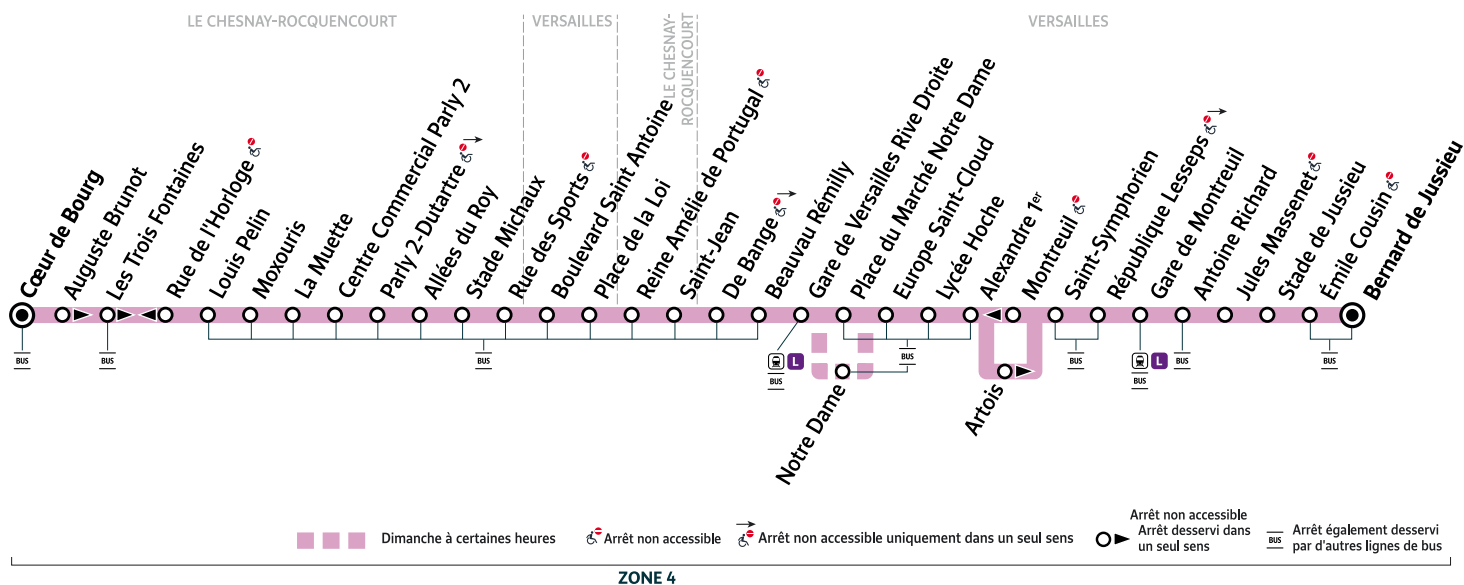 LE CHESNAY-ROCQUENCOURT
VERSAILLES
LE CHESNAY-
ROCQUENCOURT
VERSAILLES
Cœur de Bourg
Auguste Brunot
Les Trois Fontaines
Rue de l'Horloge
Louis Pelin
Moxouris
La Muette
Centre Commercial Parly 2
Parly 2-Dutartre
Allées du Roy
Stade Michaux
Rue des Sports
Boulevard Saint Antoine
Place de la Loi
Reine Amélie de Portugal
Saint-Jean
De Bange
Beauvau Rémilly
Gare de Versailles Rive Droite
Place du Marché Notre Dame
Europe Saint-Cloud
Lycée Hoche
Alexandre 1er
Montreuil
Saint-Symphorien
République Lesseps
Gare de Montreuil
Antoine Richard
Jules Massenet
Stade de Jussieu
Émile Cousin
Bernard de Jussieu
BUS
BUS
BUS
L
BUS
BUS
BUS
L
BUS
BUS
BUS
Notre Dame
Artois
Dimanche à certaines heures
Arrêt non accessible
Arrêt non accessible uniquement dans un seul sens
Arrêt non accessible
Arrêt desservi dans
un seul sens
BUS
Arrêt également desservi
par d'autres lignes de bus
ZONE 4